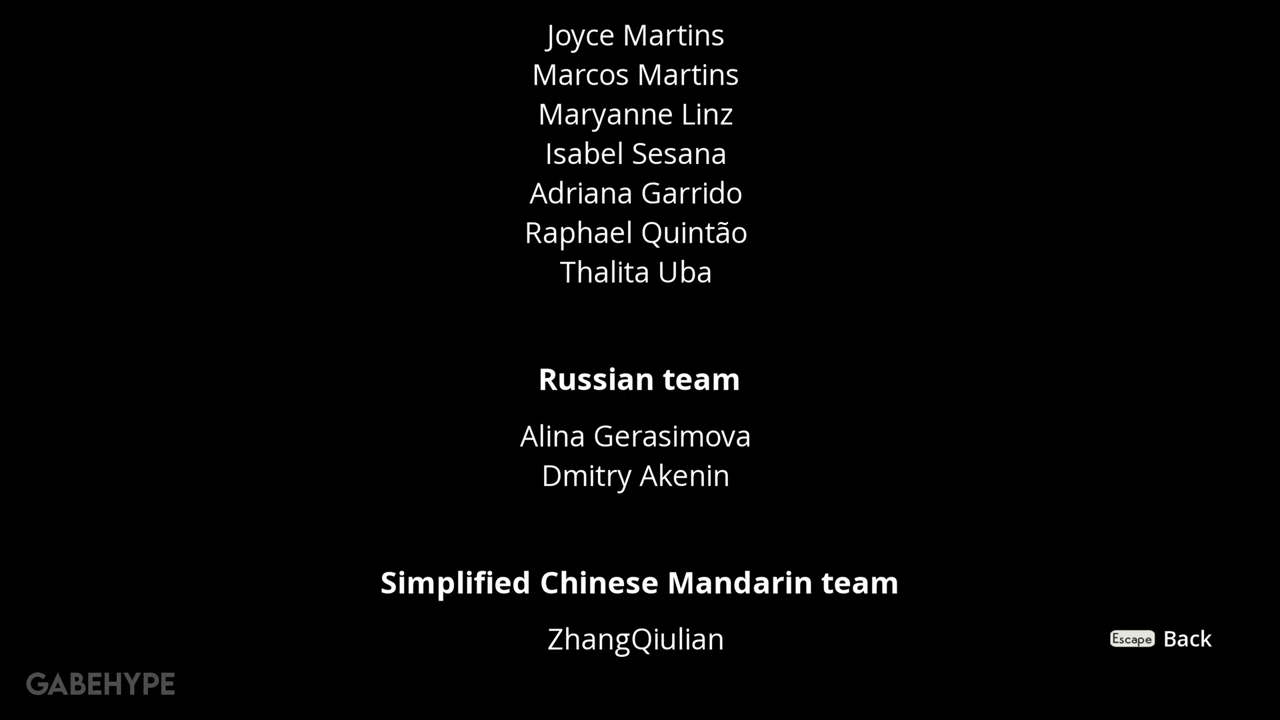 Joyce Martins
Marcos Martins
Maryanne Linz
Isabel Sesana
Adriana Garrido
Raphael Quintão
Thalita Uba
Russian team
Alina Gerasimova
Dmitry Akenin
Simplified Chinese Mandarin team
ZhangQiulian
Escape Back
GABEHYPE